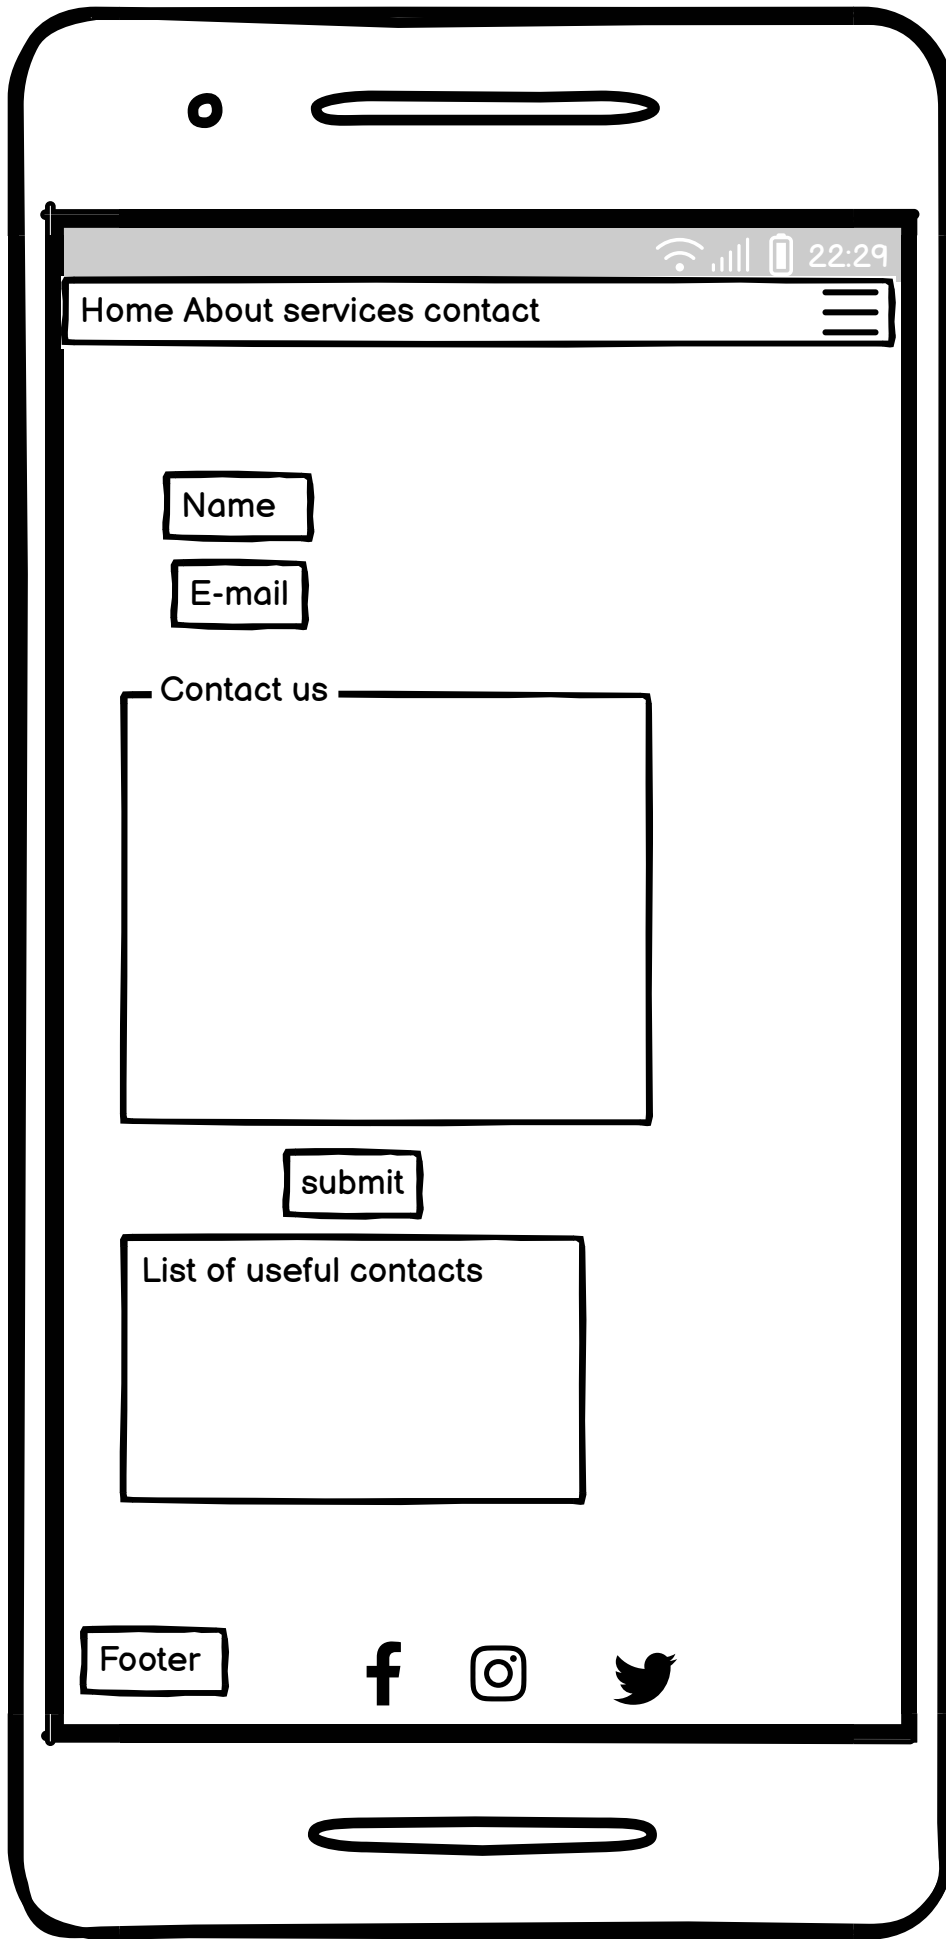 22:29
Home About services contact
Name
E-mail
Contact us
submit
List of useful contacts
Footer